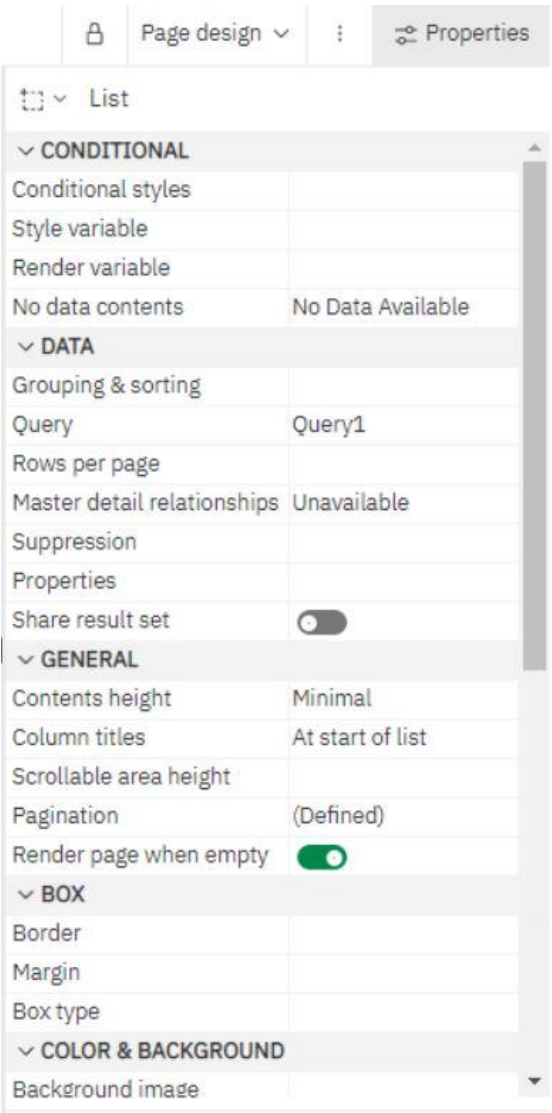 Page design Properties
List
CONDITIONAL
Conditional styles
Style variable
Render variable
No data contents No Data Available
DATA
Grouping & sorting
Query Query1
Rows per page
Master detail relationships Unavailable
Suppression
Properties
Share result set
GENERAL
Contents height Minimal
Column titles At start of list
Scrollable area height
Pagination (Defined)
Render page when empty
BOX
Border
Margin
Box type
COLOR & BACKGROUND
Background image